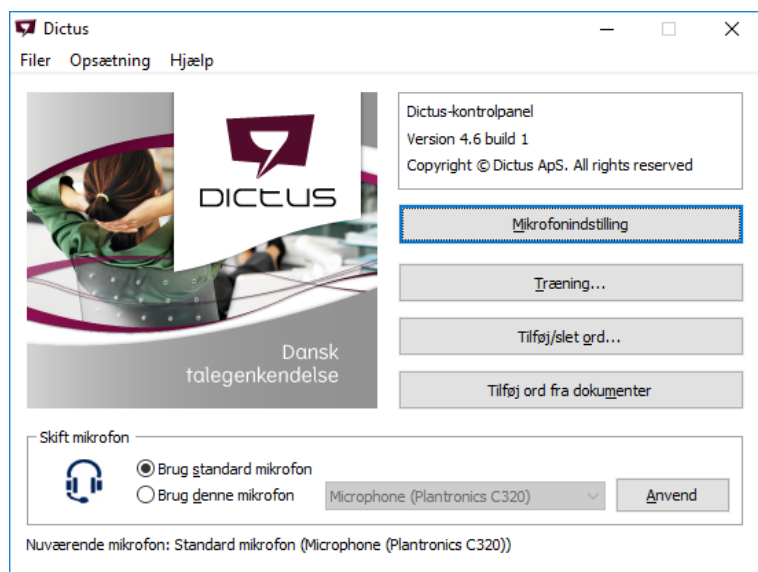 Dictus
Filer Opsætning Hjælp
DICTUS
Dansk
talegenkendelse
Dictus-kontrolpanel
Version 4.6 build 1
Copyright © Dictus ApS. All rights reserved
Mikrofonindstilling
Træning...
Tilføj/slet ord...
Tilføj ord fra dokumenter
Skift mikrofon
Brug standard mikrofon
Brug denne mikrofon Microphone (Plantronics C320) Anvend
Nuværende mikrofon: Standard mikrofon (Microphone (Plantronics C320))